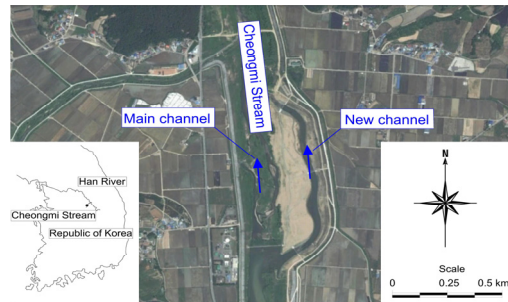 Cheongmi Stream
Main channel
New channel
Han River
Cheongmi Stream
Republic of Korea
N
Scale
0 0.25 0.5 km